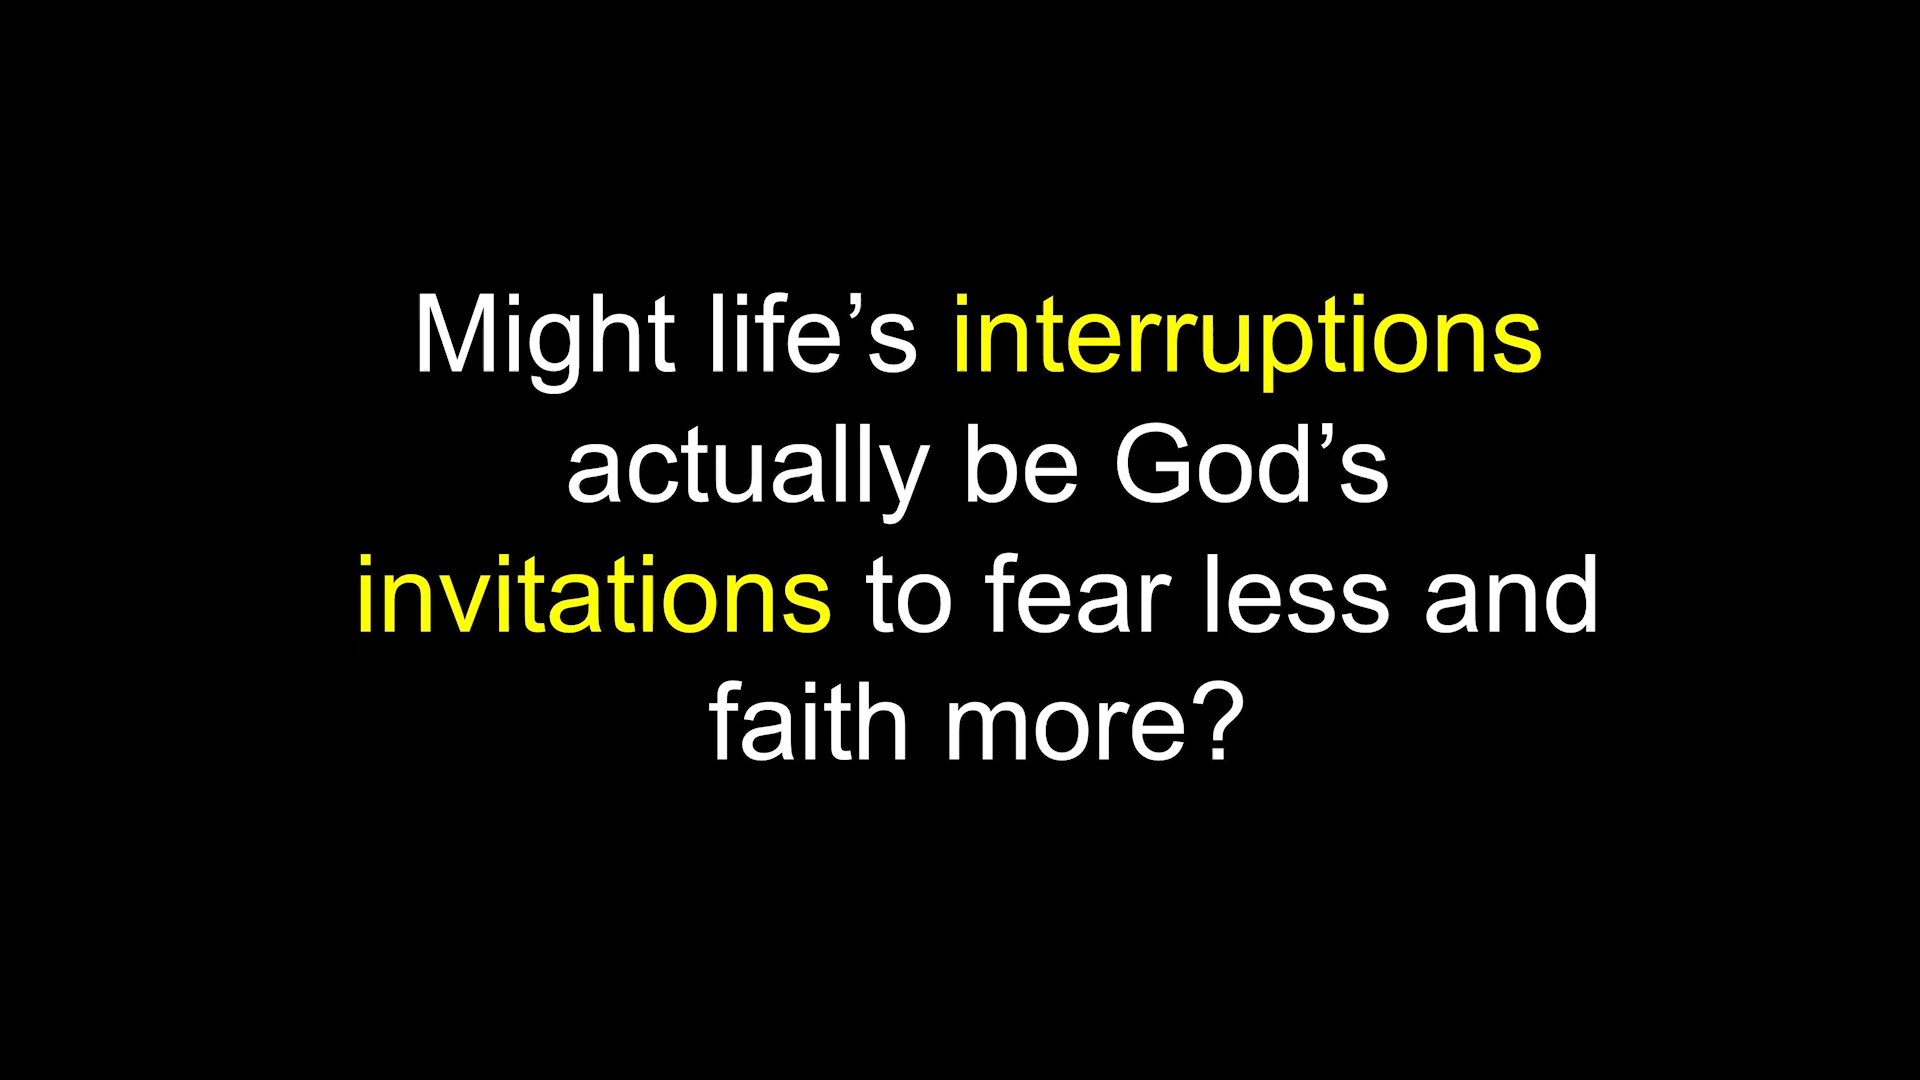 Might life’s interruptions
actually be God’s
invitations to fear less and
faith more?